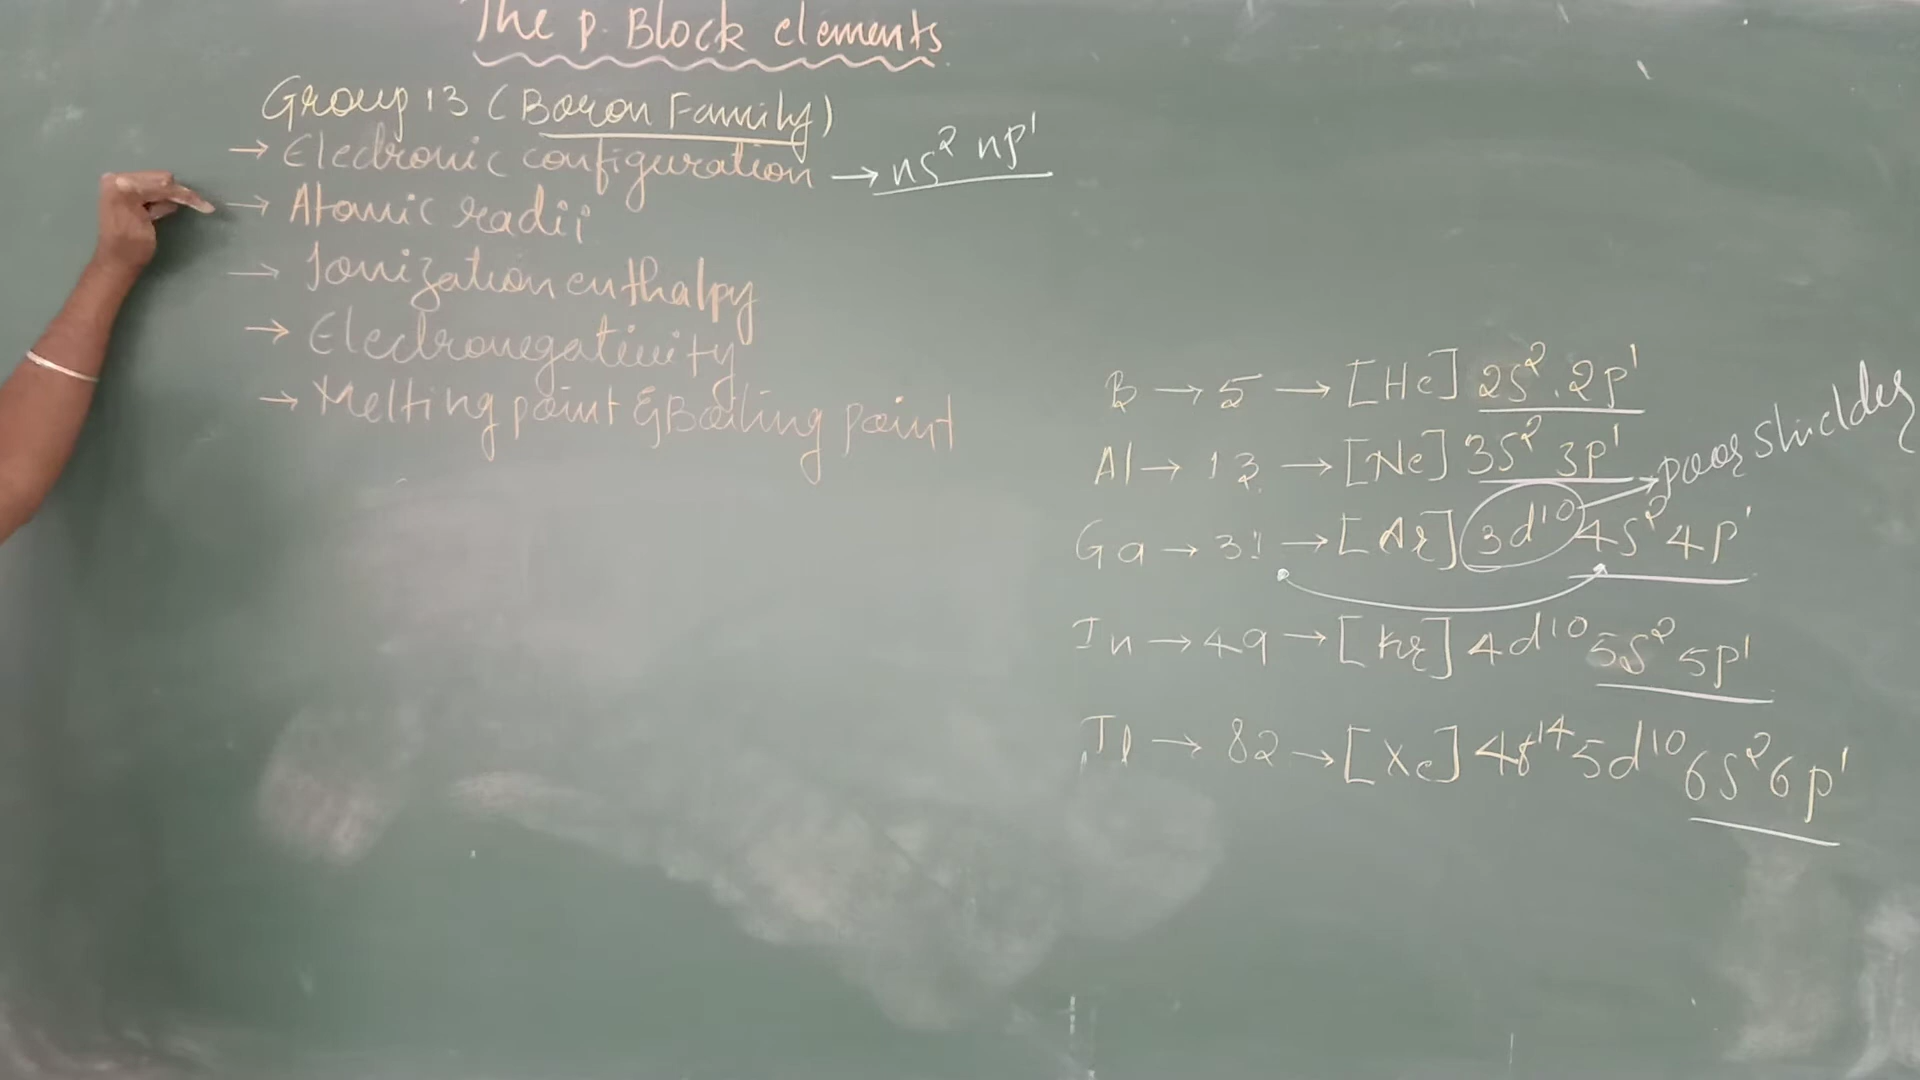 The p-Block elements
Group 13 (Boron Family)
→ Electronic configuration → ns² np¹
→ Atomic radii
→ Ionization enthalpy
→ Electronegativity
→ Melting point & Boiling point
B → 5 → [He] 2s² 2p¹
Al → 13 → [Ne] 3s² 3p¹
Ga → 31 → [Ar] 3d¹⁰ 4s² 4p¹ → poor shielders
In → 49 → [Kr] 4d¹⁰ 5s² 5p¹
Tl → 82 → [Xe] 4f¹⁴ 5d¹⁰ 6s² 6p¹